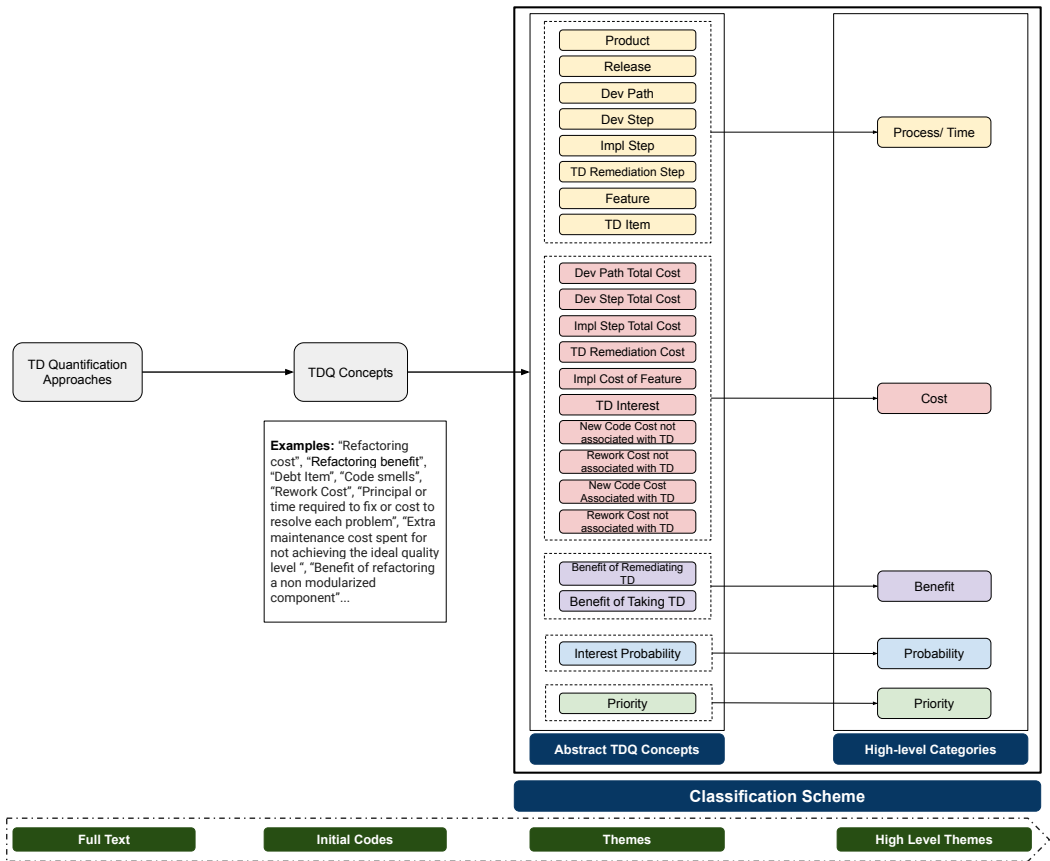 TD Quantification
Approaches
TDQ Concepts
Examples: “Refactoring
cost”, “Refactoring benefit”,
“Debt Item”, “Code smells”,
“Rework Cost”, “Principal or
time required to fix or cost to
resolve each problem”, “Extra
maintenance cost spent for
not achieving the ideal quality
level “, “Benefit of refactoring
a non modularized
component”...
Product
Release
Dev Path
Dev Step
Impl Step
TD Remediation Step
Feature
TD Item
Process/ Time
Dev Path Total Cost
Dev Step Total Cost
Impl Step Total Cost
TD Remediation Cost
Impl Cost of Feature
TD Interest
New Code Cost not
associated with TD
Rework Cost not
associated with TD
New Code Cost
Associated with TD
Rework Cost not
associated with TD
Cost
Benefit of Remediating
TD
Benefit of Taking TD
Benefit
Interest Probability
Probability
Priority
Priority
Abstract TDQ Concepts
High-level Categories
Classification Scheme
Full Text
Initial Codes
Themes
High Level Themes